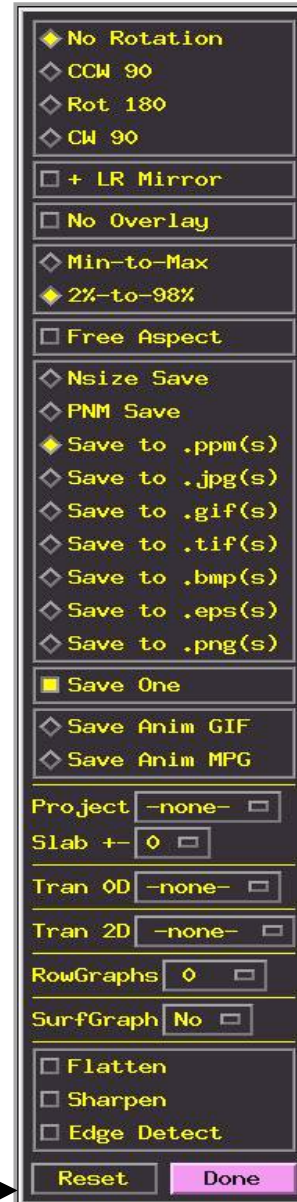 No Rotation
CCW 90
Rot 180
CW 90
+ LR Mirror
No Overlay
Min-to-Max
2%-to-98%
Free Aspect
Nsize Save
PNM Save
Save to .ppm(s)
Save to .jpg(s)
Save to .gif(s)
Save to .tif(s)
Save to .bmp(s)
Save to .eps(s)
Save to .png(s)
Save One
Save Anim GIF
Save Anim MPG
Project -none-
Slab +- 0
Tran 0D -none-
Tran 2D -none-
RowGraphs 0
SurfGraph No
Flatten
Sharpen
Edge Detect
Reset Done